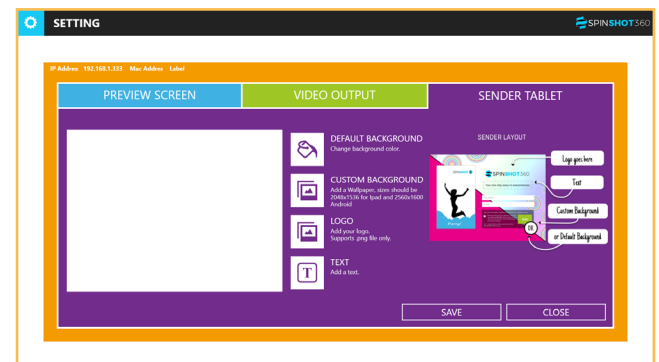 SETTING
SPINSHOT360
IP Addres: 192.168.1.333 Mac Addres Label
PREVIEW SCREEN
VIDEO OUTPUT
SENDER TABLET
DEFAULT BACKGROUND
Change background color.
CUSTOM BACKGROUND
Add a Wallpaper, sizes should be
2048x1536 for Ipad and 2560x1600
Android
LOGO
Add your logo.
Supports .png file only.
T
TEXT
Add a text.
SENDER LAYOUT
SPINSHOT360
Logo goes here
Text
Custom Background
OR
or Default Background
SAVE
CLOSE